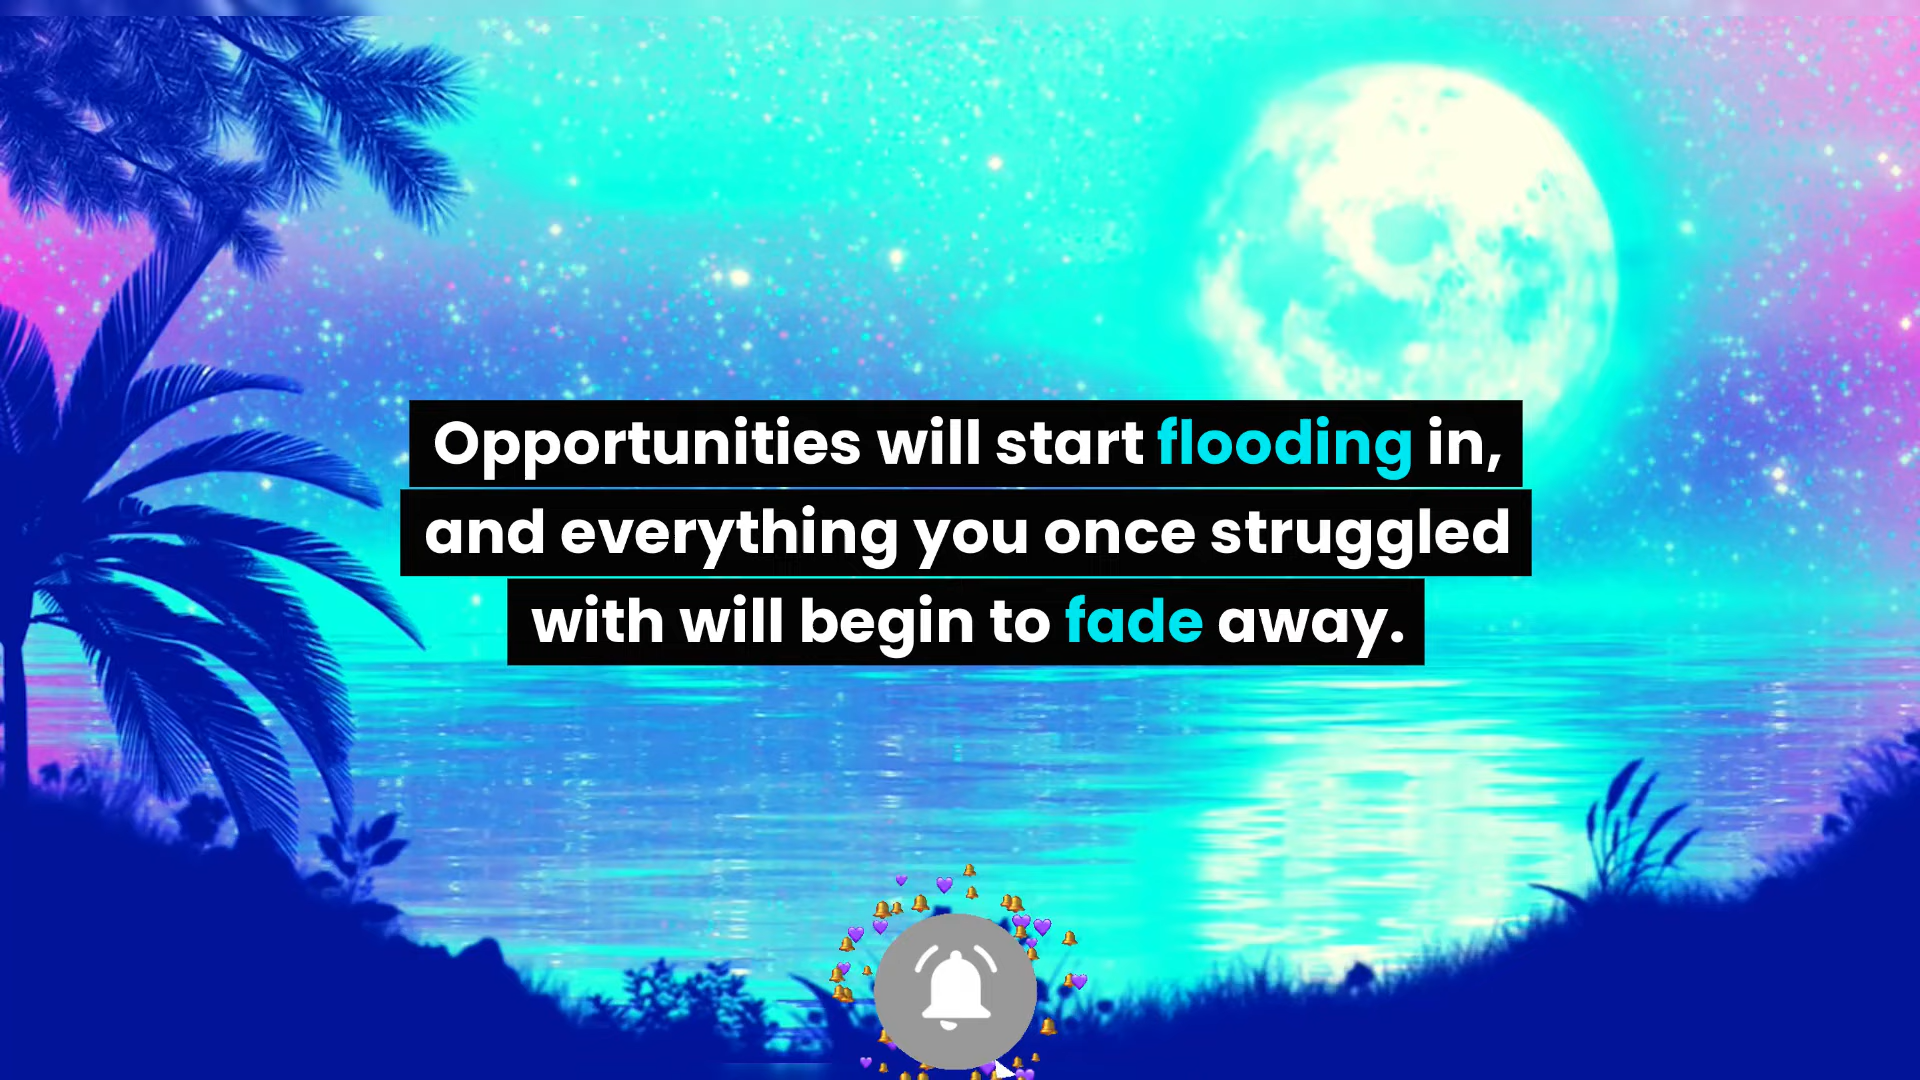 Opportunities will start flooding in,
and everything you once struggled
with will begin to fade away.